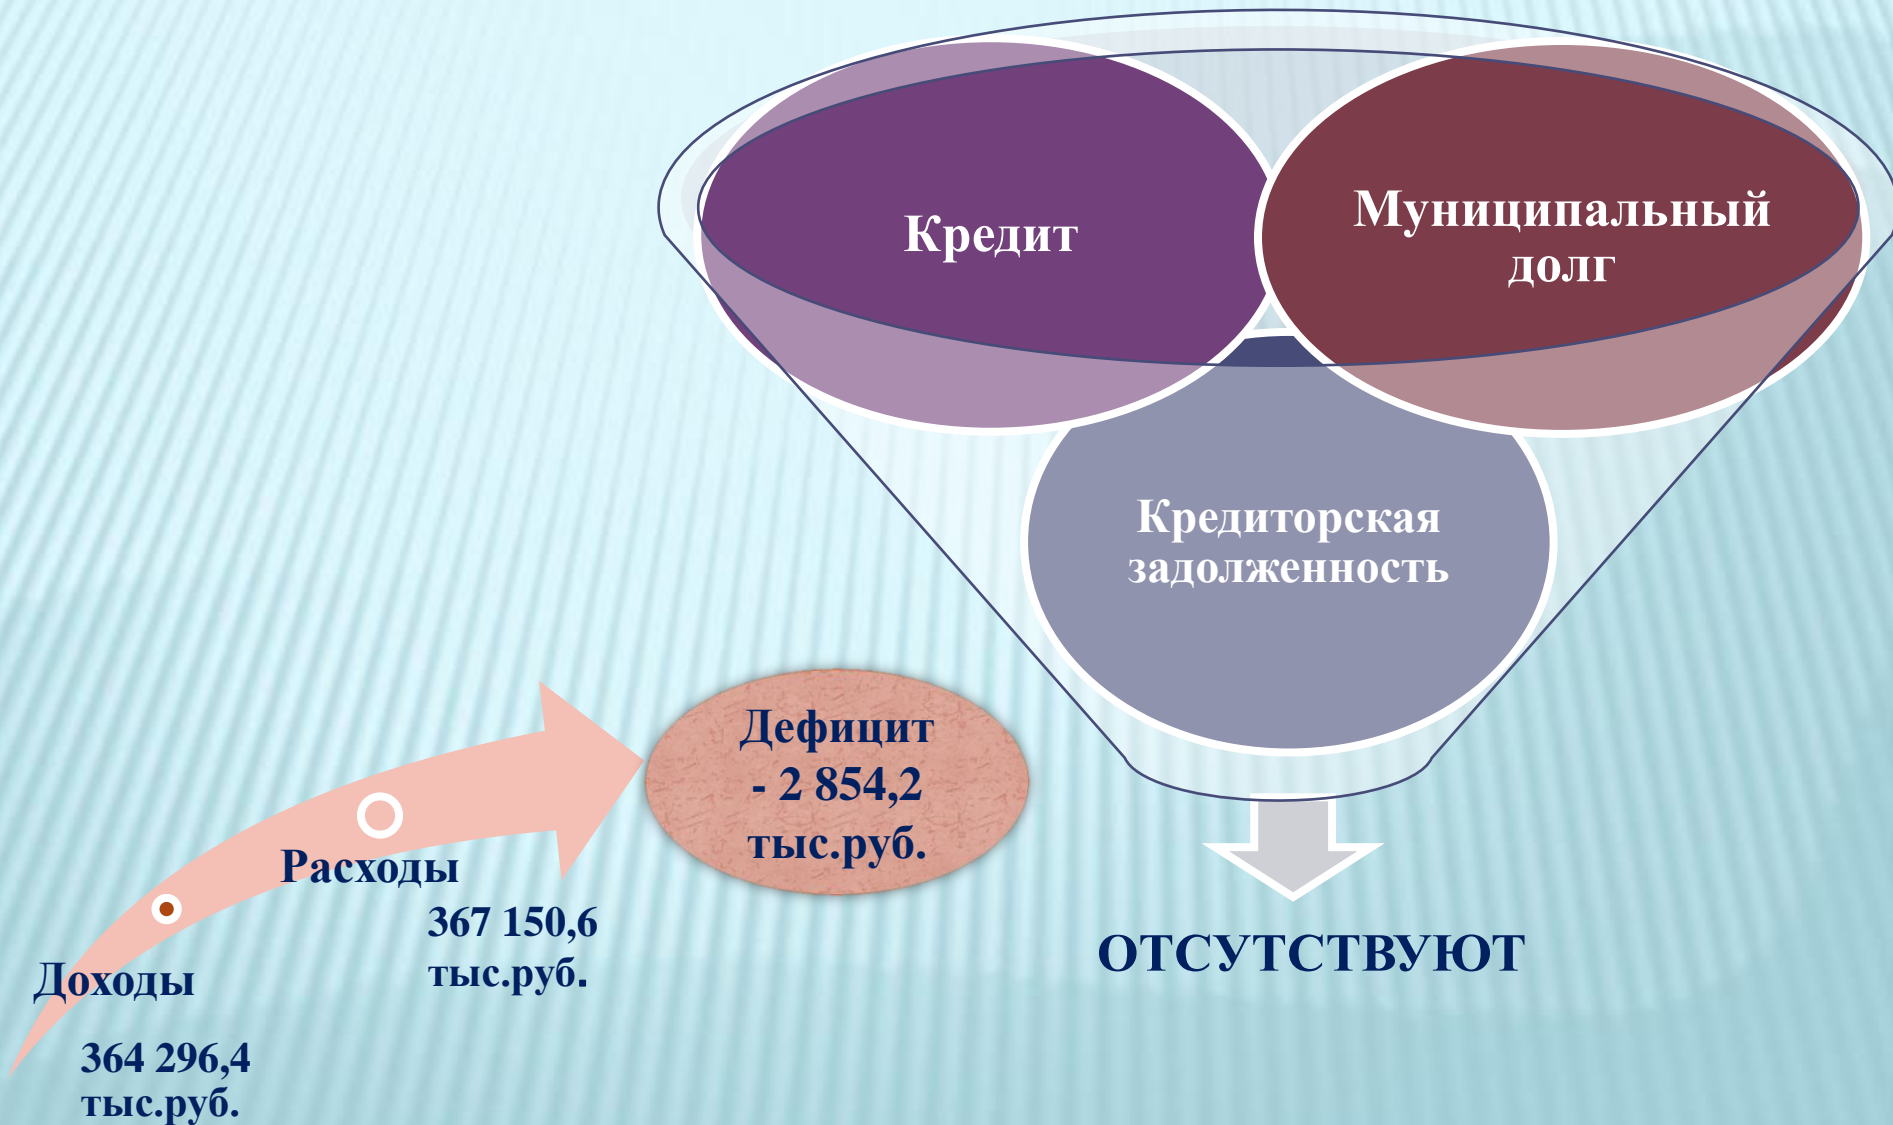 Кредит
Муниципальный
долг
Кредиторская
задолженность
Дефицит
- 2 854,2
тыс.руб.
Расходы
367 150,6
тыс.руб.
Доходы
364 296,4
тыс.руб.
ОТСУТСТВУЮТ